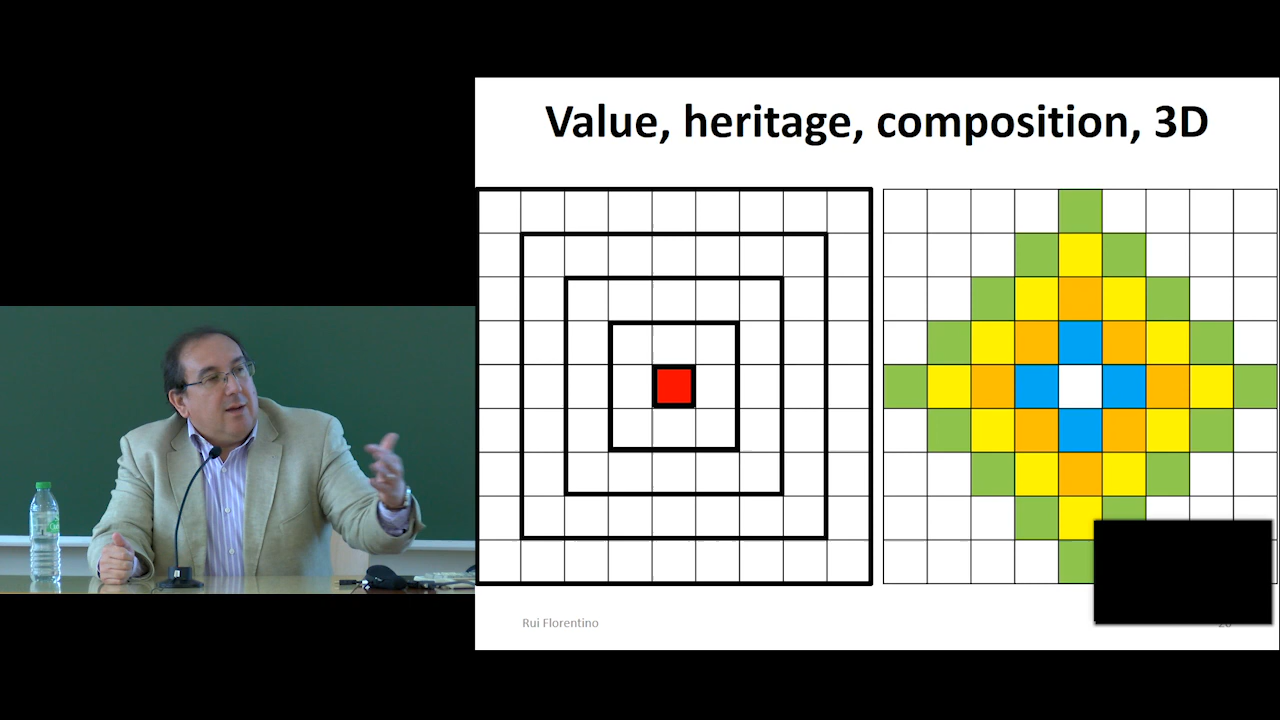 Value, heritage, composition, 3D
Rui Florentino